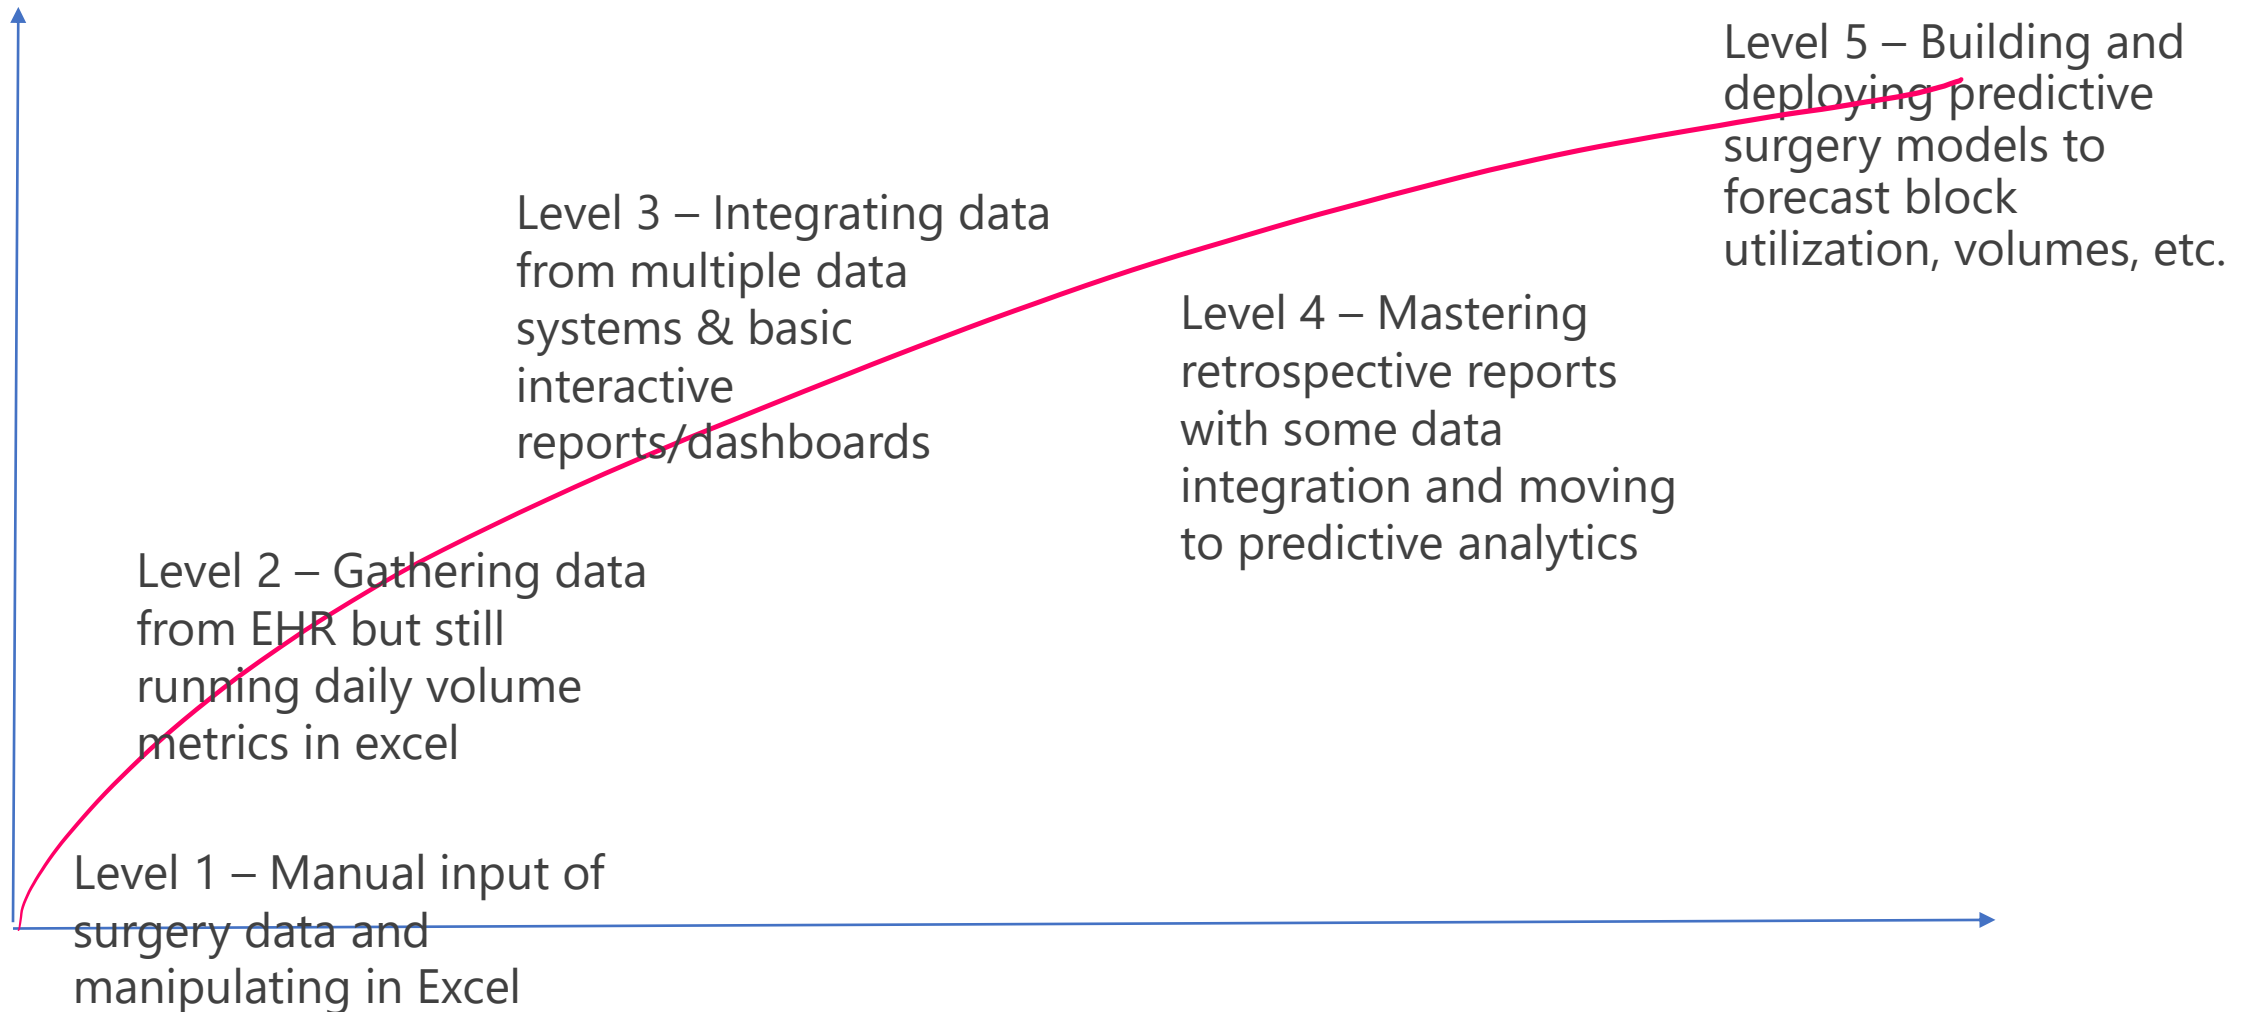 Level 5 – Building and
deploying predictive
surgery models to
forecast block
utilization, volumes, etc.
Level 3 – Integrating data
from multiple data
systems & basic
interactive
reports/dashboards
Level 4 – Mastering
retrospective reports
with some data
integration and moving
to predictive analytics
Level 2 – Gathering data
from EHR but still
running daily volume
metrics in excel
Level 1 – Manual input of
surgery data and
manipulating in Excel